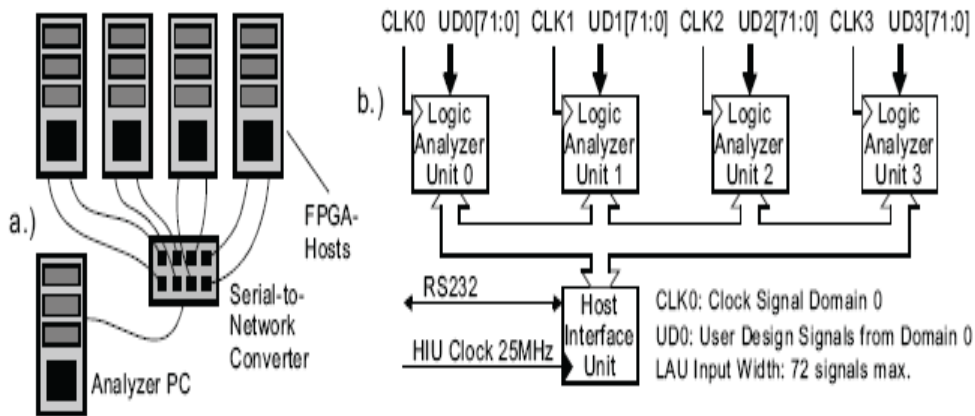 a.)
FPGA-
Hosts
Serial-to-
Network
Converter
Analyzer PC
b.)
CLK0 UD0[71:0] CLK1 UD1[71:0] CLK2 UD2[71:0] CLK3 UD3[71:0]
Logic
Analyzer
Unit 0
Logic
Analyzer
Unit 1
Logic
Analyzer
Unit 2
Logic
Analyzer
Unit 3
RS232
HIU Clock 25MHz
Host
Interface
Unit
CLK0: Clock Signal Domain 0
UD0: User Design Signals from Domain 0
LAU Input Width: 72 signals max.